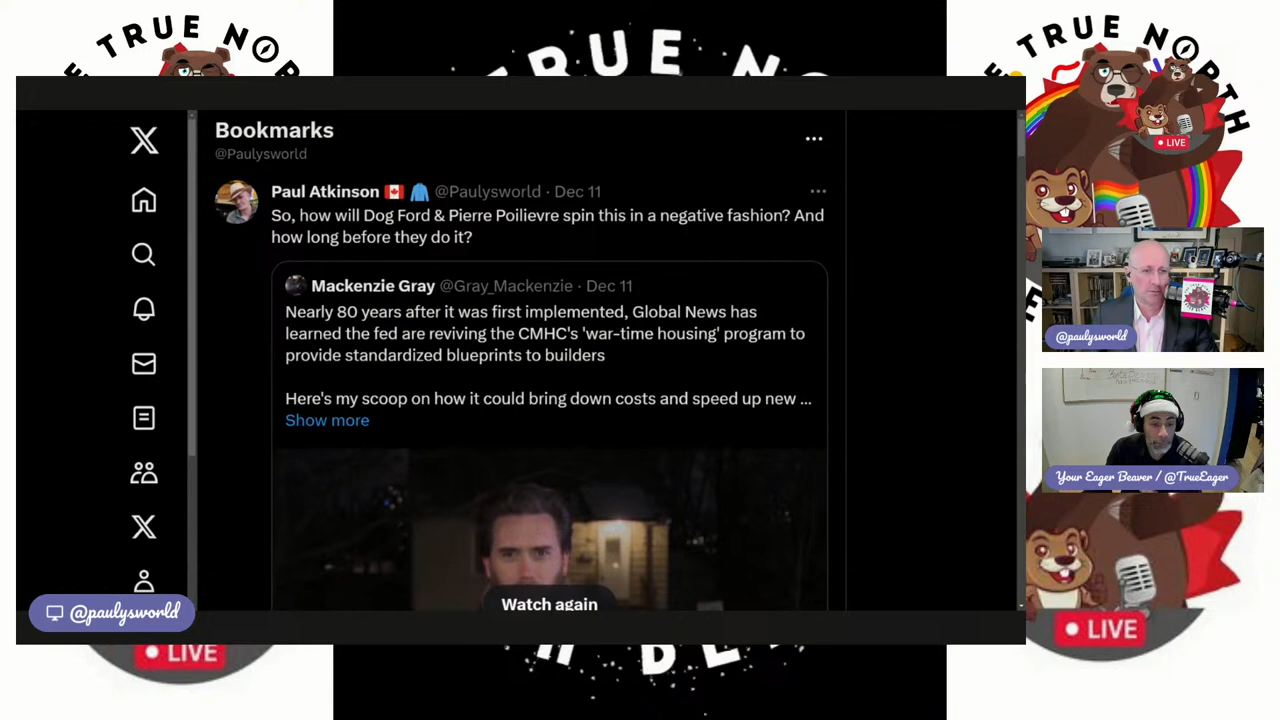 TRUE NO
TRUE N
TRUE NORTH
LIVE
Bookmarks
@Paulysworld
Paul Atkinson @Paulysworld · Dec 11
So, how will Dog Ford & Pierre Poilievre spin this in a negative fashion? And
how long before they do it?
Mackenzie Gray @Gray_Mackenzie · Dec 11
Nearly 80 years after it was first implemented, Global News has
learned the fed are reviving the CMHC's 'war-time housing' program to
provide standardized blueprints to builders
Here's my scoop on how it could bring down costs and speed up new ...
Show more
Watch again
@paulysworld
Your Eager Beaver / @TrueEager
@paulysworld
LIVE
LIVE